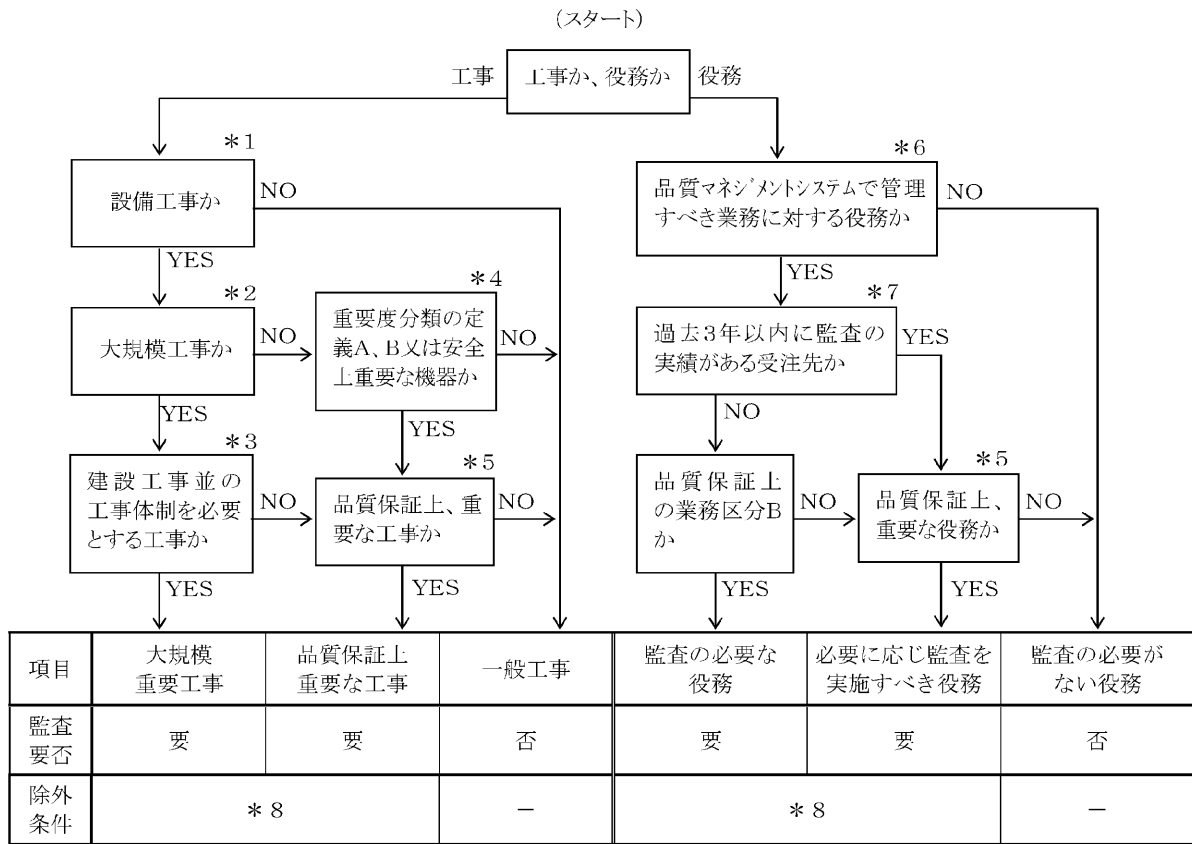 (スタート)
工事
工事か、役務か
役務
*1
設備工事か
NO
YES
*6
品質マネジメントシステムで管理
すべき業務に対する役務か
NO
YES
*2
大規模工事か
NO
YES
*4
重要度分類の定
義A、B又は安全
上重要な機器か
NO
YES
*7
過去3年以内に監査の
実績がある受注先か
YES
NO
*3
建設工事並の
工事体制を必要
とする工事か
NO
YES
*5
品質保証上、重
要な工事か
NO
YES
品質保証上
の業務区分B
か
NO
YES
*5
品質保証上、
重要な役務か
NO
YES
項目
大規模
重要工事
品質保証上
重要な工事
一般工事
監査の必要な
役務
必要に応じ監査を
実施すべき役務
監査の必要が
ない役務
監査
要否
要
要
否
要
要
否
除外
条件
*8
−
*8
−